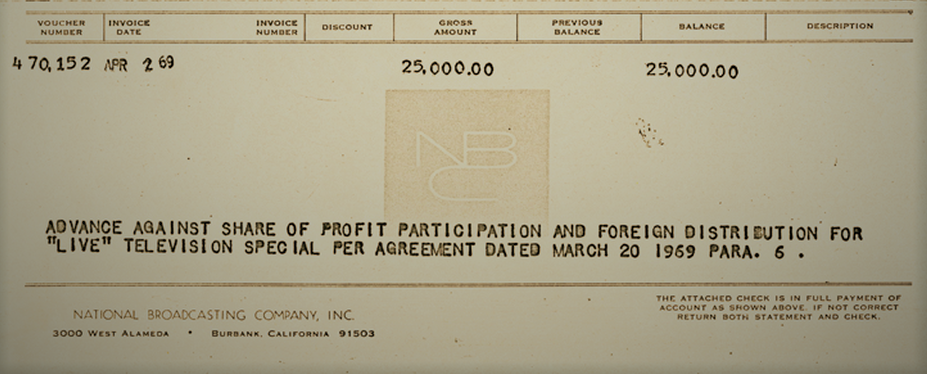 VOUCHER NUMBER INVOICE DATE INVOICE NUMBER DISCOUNT GROSS AMOUNT PREVIOUS BALANCE BALANCE DESCRIPTION
470,152 APR 2 69 25,000.00 25,000.00
NBC
ADVANCE AGAINST SHARE OF PROFIT PARTICIPATION AND FOREIGN DISTRIBUTION FOR
"LIVE" TELEVISION SPECIAL PER AGREEMENT DATED MARCH 20 1969 PARA. 6 .
NATIONAL BROADCASTING COMPANY, INC.
3000 WEST ALAMEDA • BURBANK, CALIFORNIA 91503
THE ATTACHED CHECK IS IN FULL PAYMENT OF
ACCOUNT AS SHOWN ABOVE. IF NOT CORRECT
RETURN BOTH STATEMENT AND CHECK.